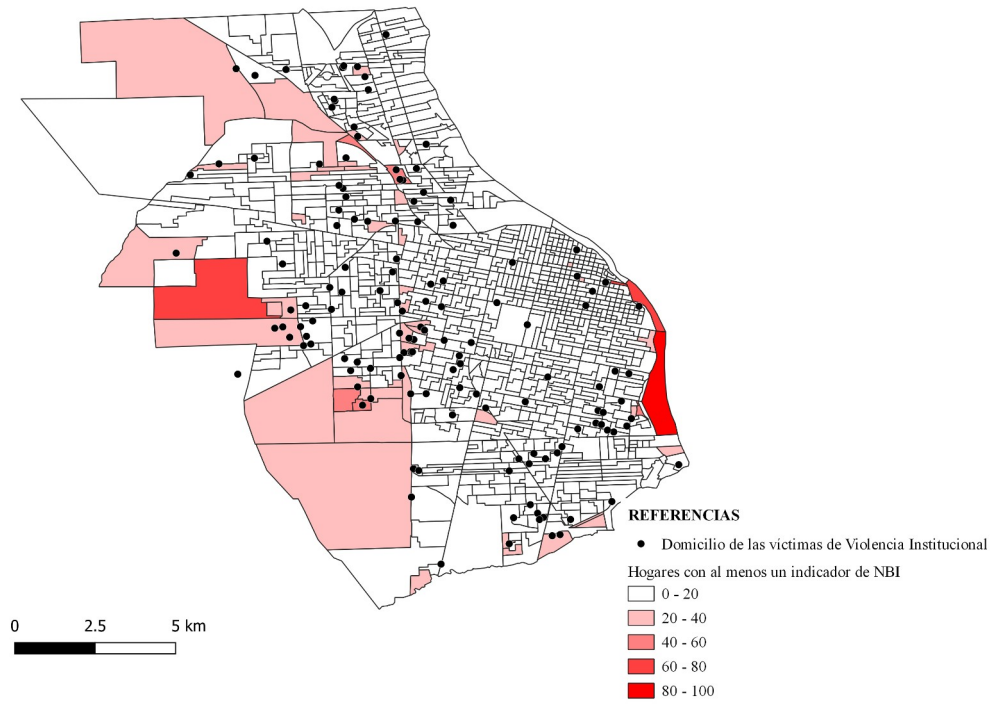 REFERENCIAS
Domicilio de las víctimas de Violencia Institucional
Hogares con al menos un indicador de NBI
0 - 20
20 - 40
40 - 60
60 - 80
80 - 100
0 2.5 5 km